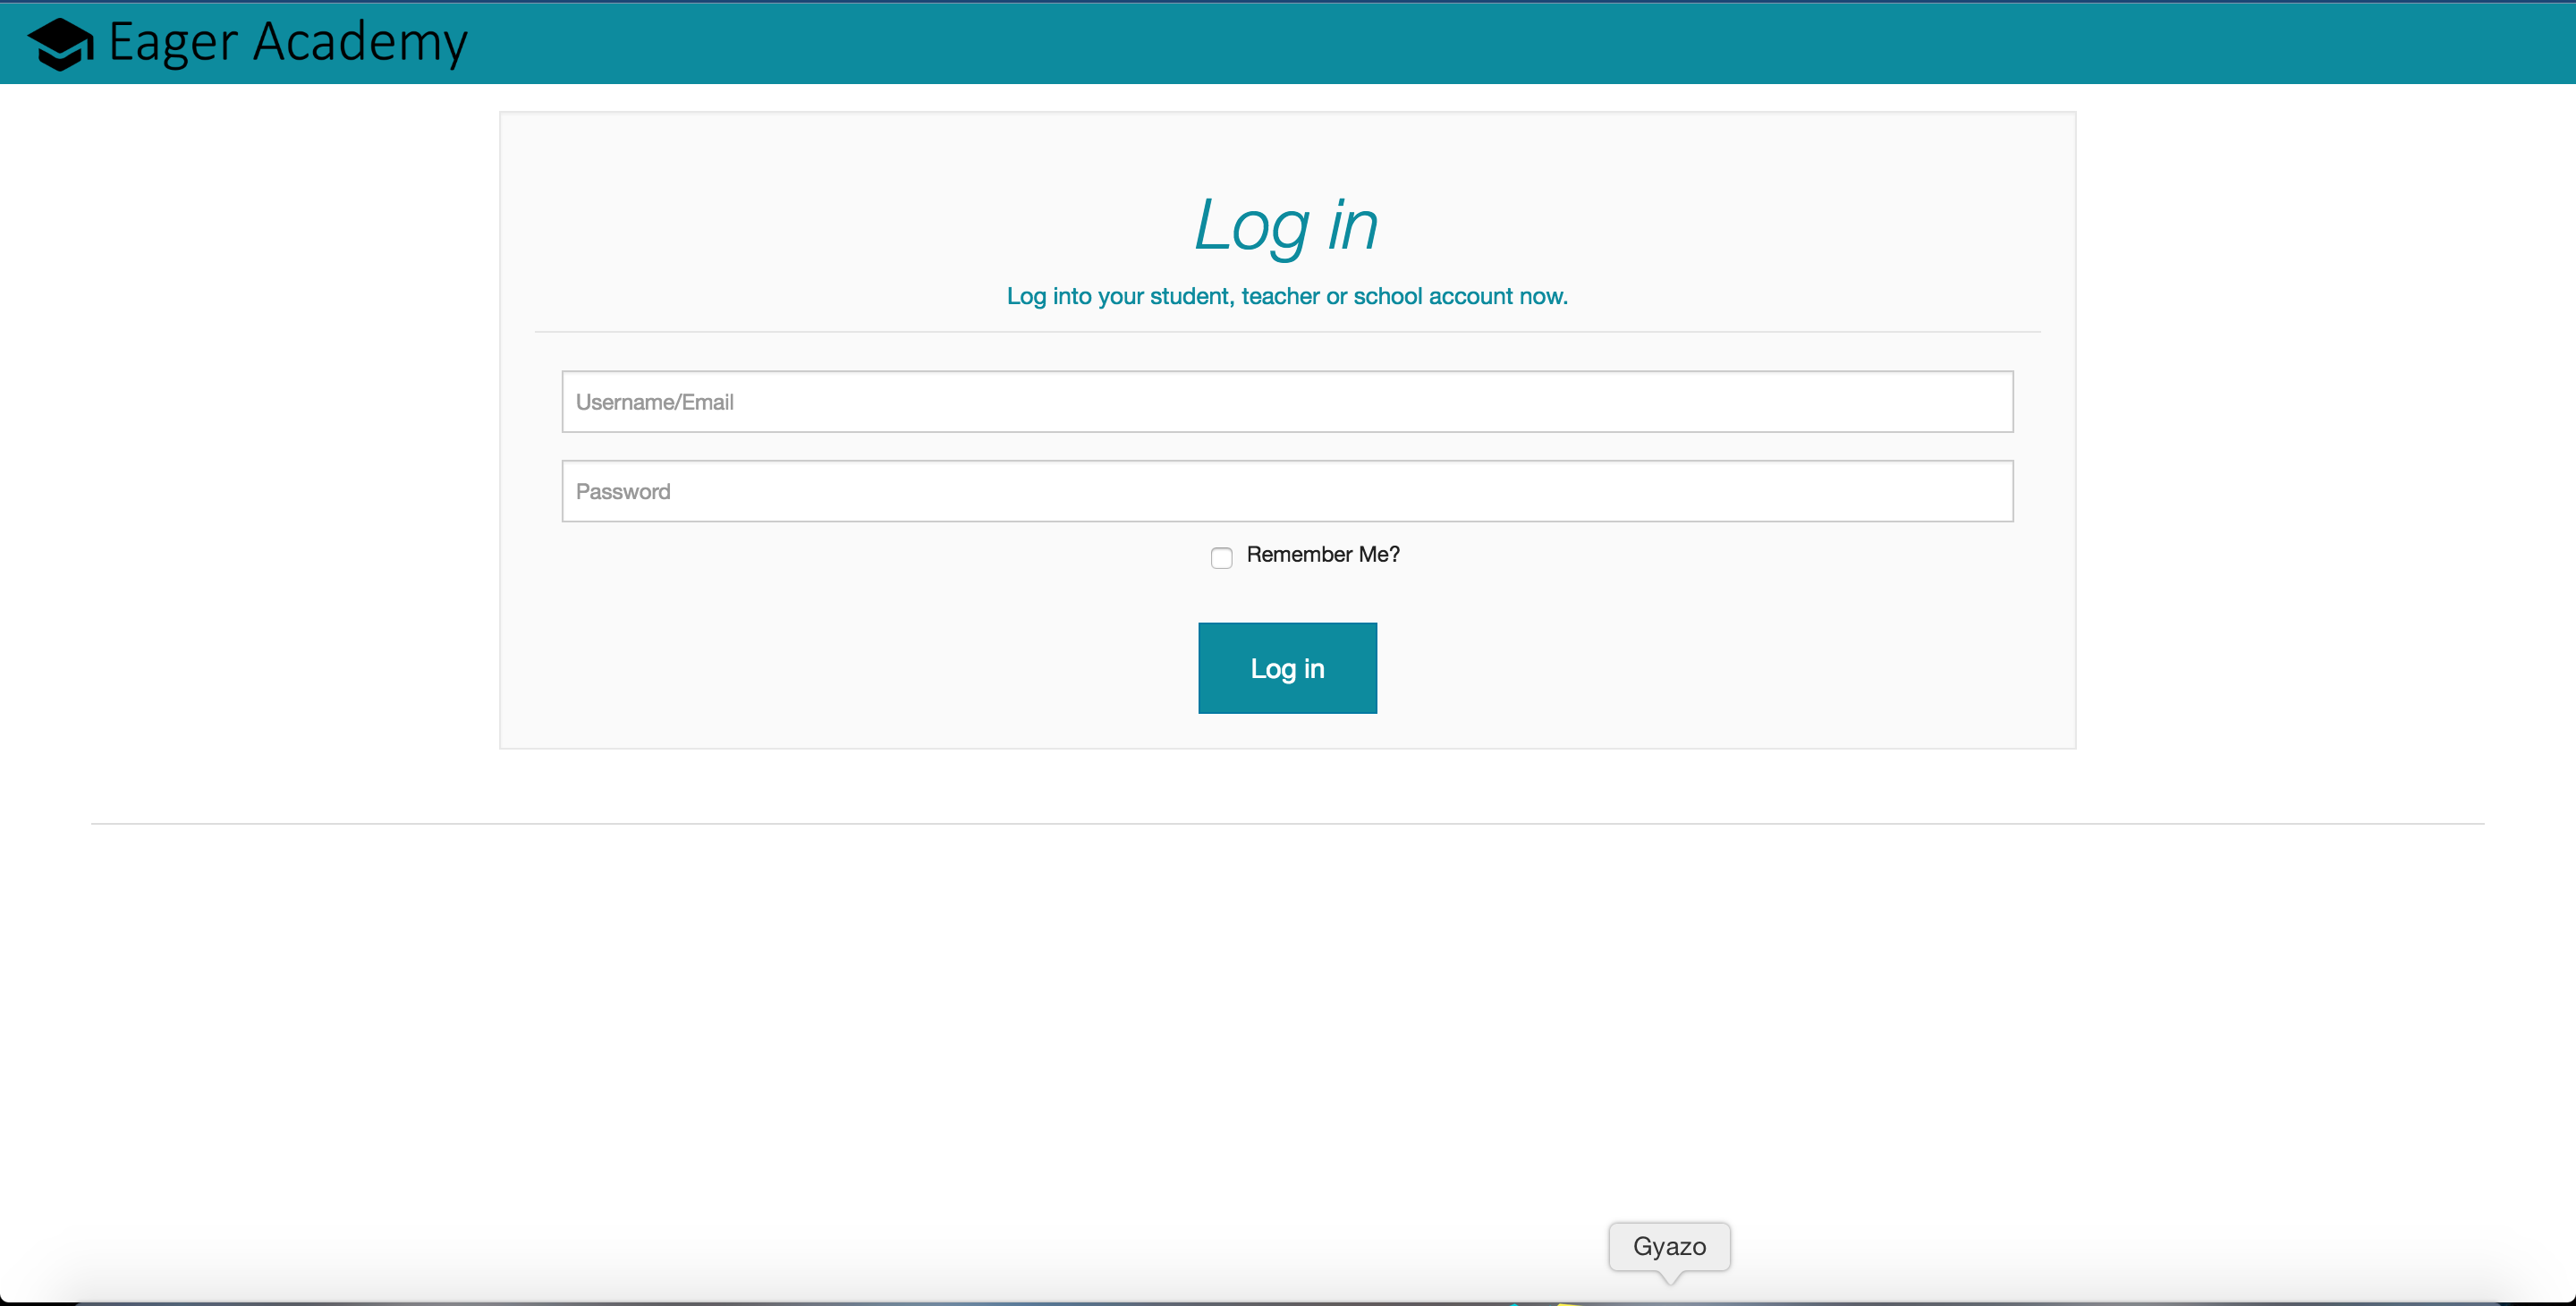 Eager Academy
Log in
Log into your student, teacher or school account now.
Username/Email
Password
Remember Me?
Log in
Gyazo